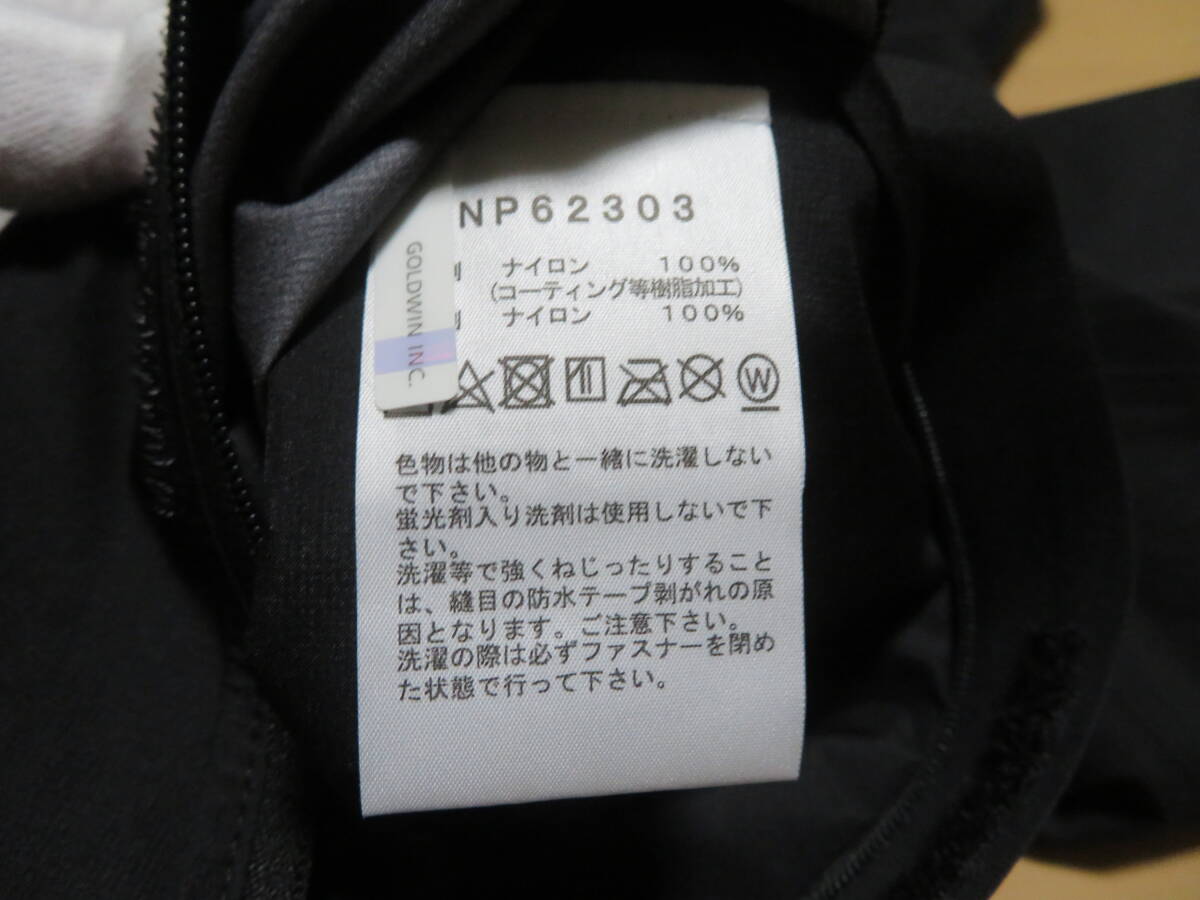 NP62303
GOLDWIN INC.
ナイロン 100%
(コーティング等樹脂加工)
ナイロン 100%
W
色物は他の物と一緒に洗濯しない
で下さい。
蛍光剤入り洗剤は使用しないで下
さい。
洗濯等で強くねじったりすること
は、縫目の防水テープ剥がれの原
因となります。ご注意下さい。
洗濯の際は必ずファスナーを閉め
た状態で行って下さい。